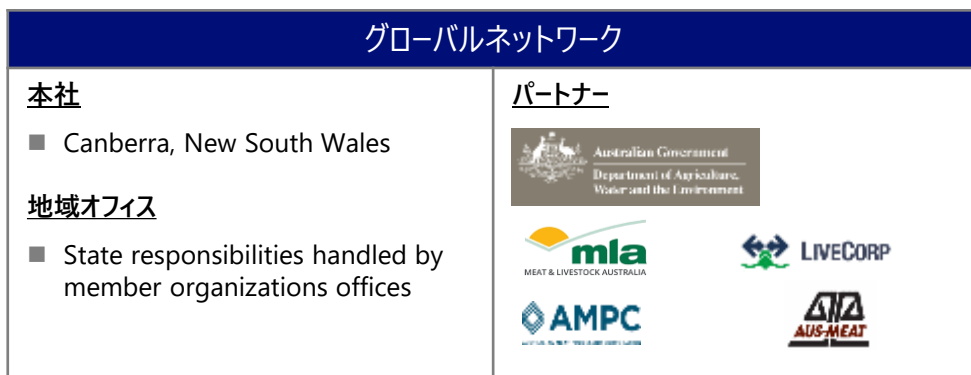 グローバルネットワーク
本社
■ Canberra, New South Wales
地域オフィス
■ State responsibilities handled by
member organizations offices
パートナー
Australian Government
Department of Agriculture,
Water and the Environment
mla
MEAT & LIVESTOCK AUSTRALIA
LIVECORP
AMPC
AUS-MEAT